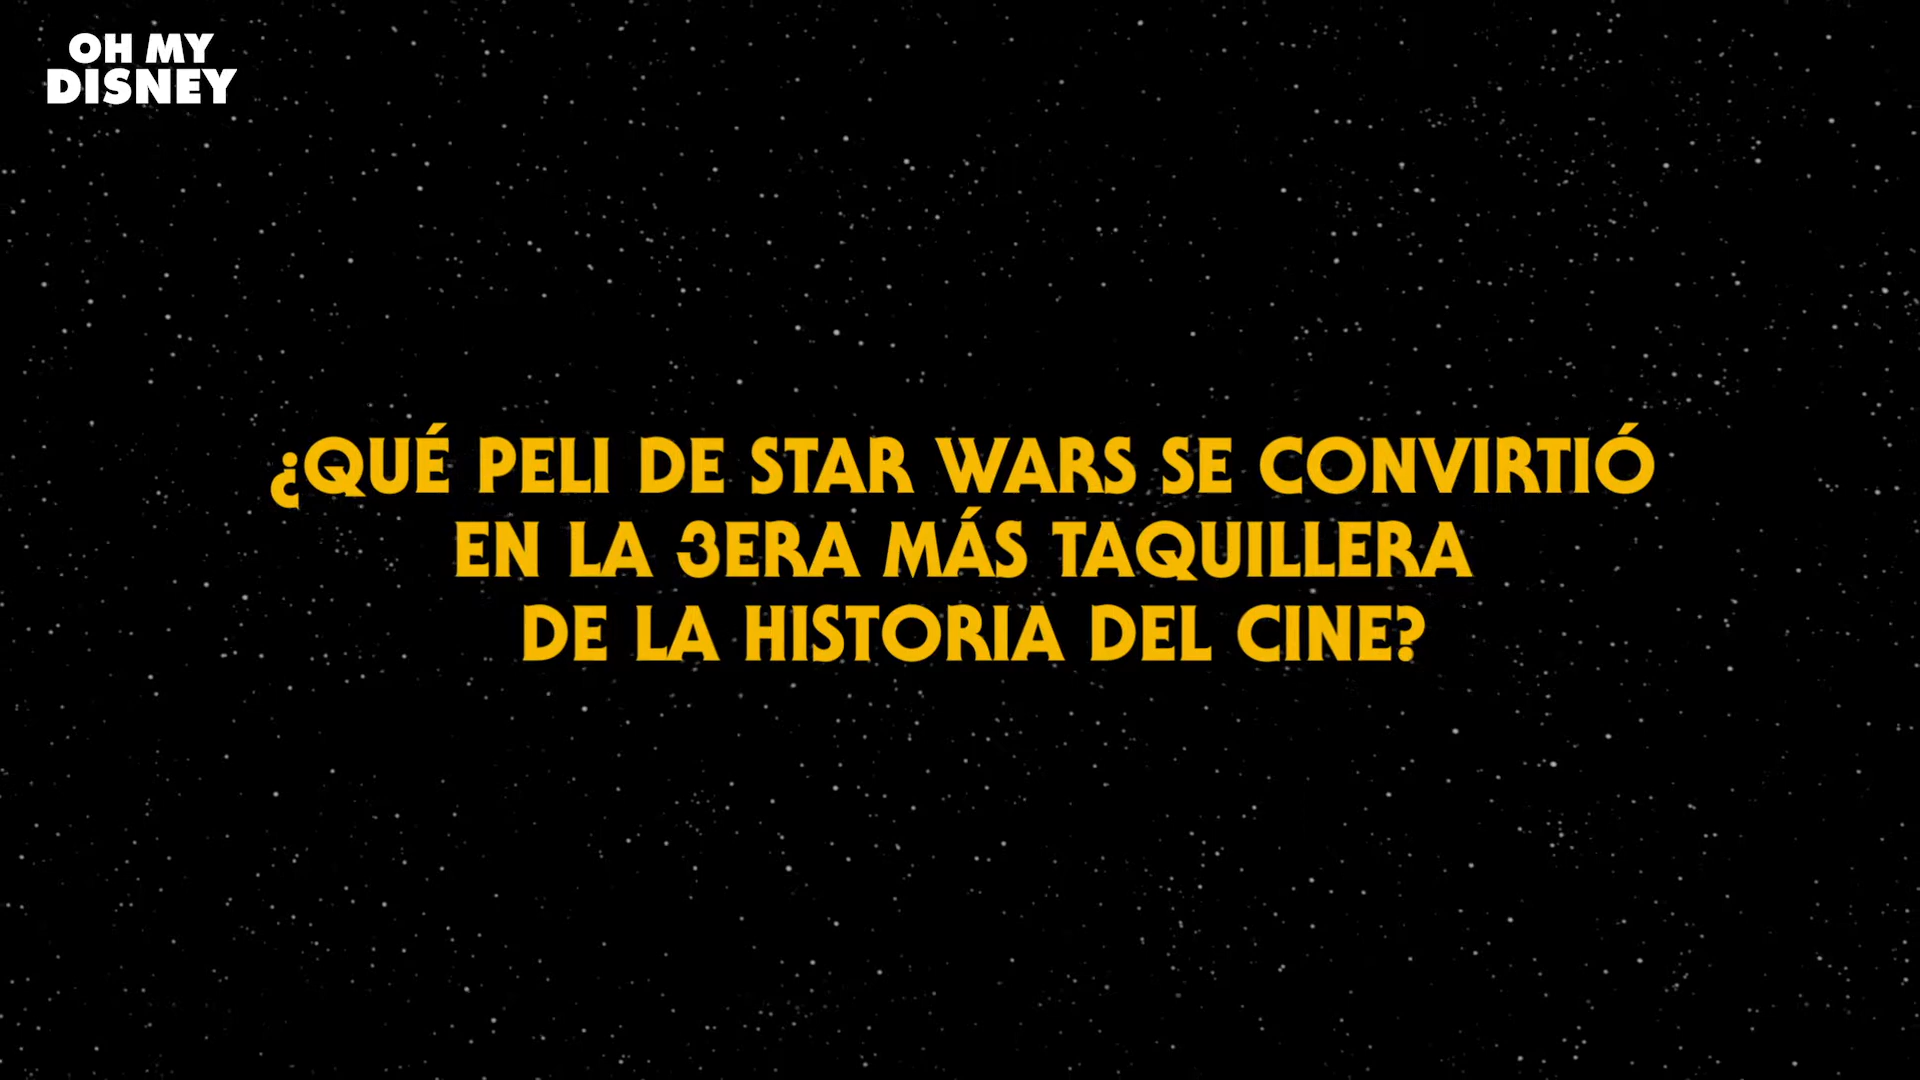 OH MY
DISNEY
¿QUÉ PELI DE STAR WARS SE CONVIRTIÓ
EN LA 3ERA MÁS TAQUILLERA
DE LA HISTORIA DEL CINE?